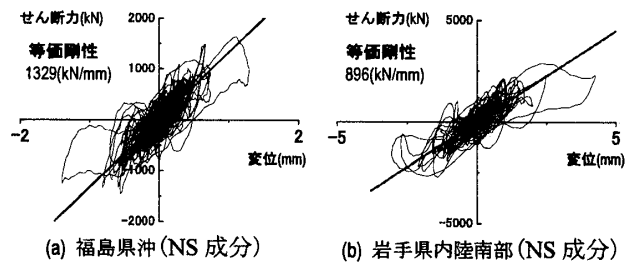 せん断力(kN)
2000
1000
等価剛性
1329(kN/mm)
-2
2
変位(mm)
-1000
-2000
(a) 福島県沖(NS 成分)
せん断力(kN)
5000
等価剛性
896(kN/mm)
-5
5
変位(mm)
-5000
(b) 岩手県内陸南部(NS 成分)